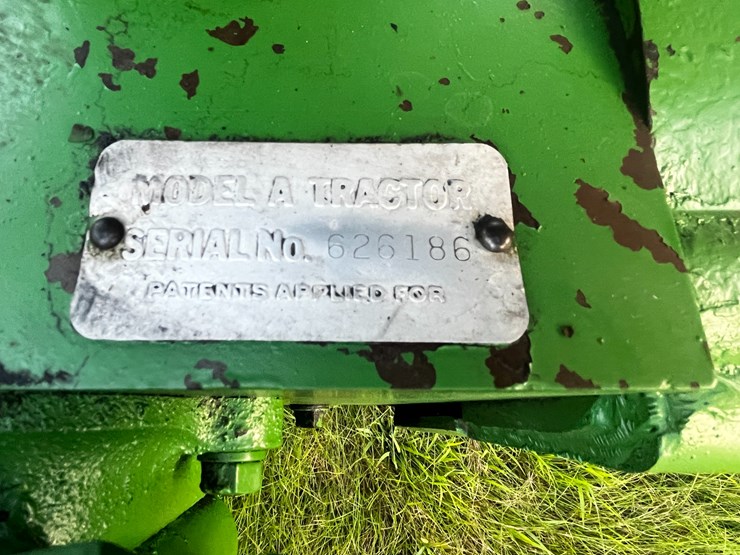 MODEL A TRACTOR
SERIAL No. 626186
PATENTS APPLIED FOR